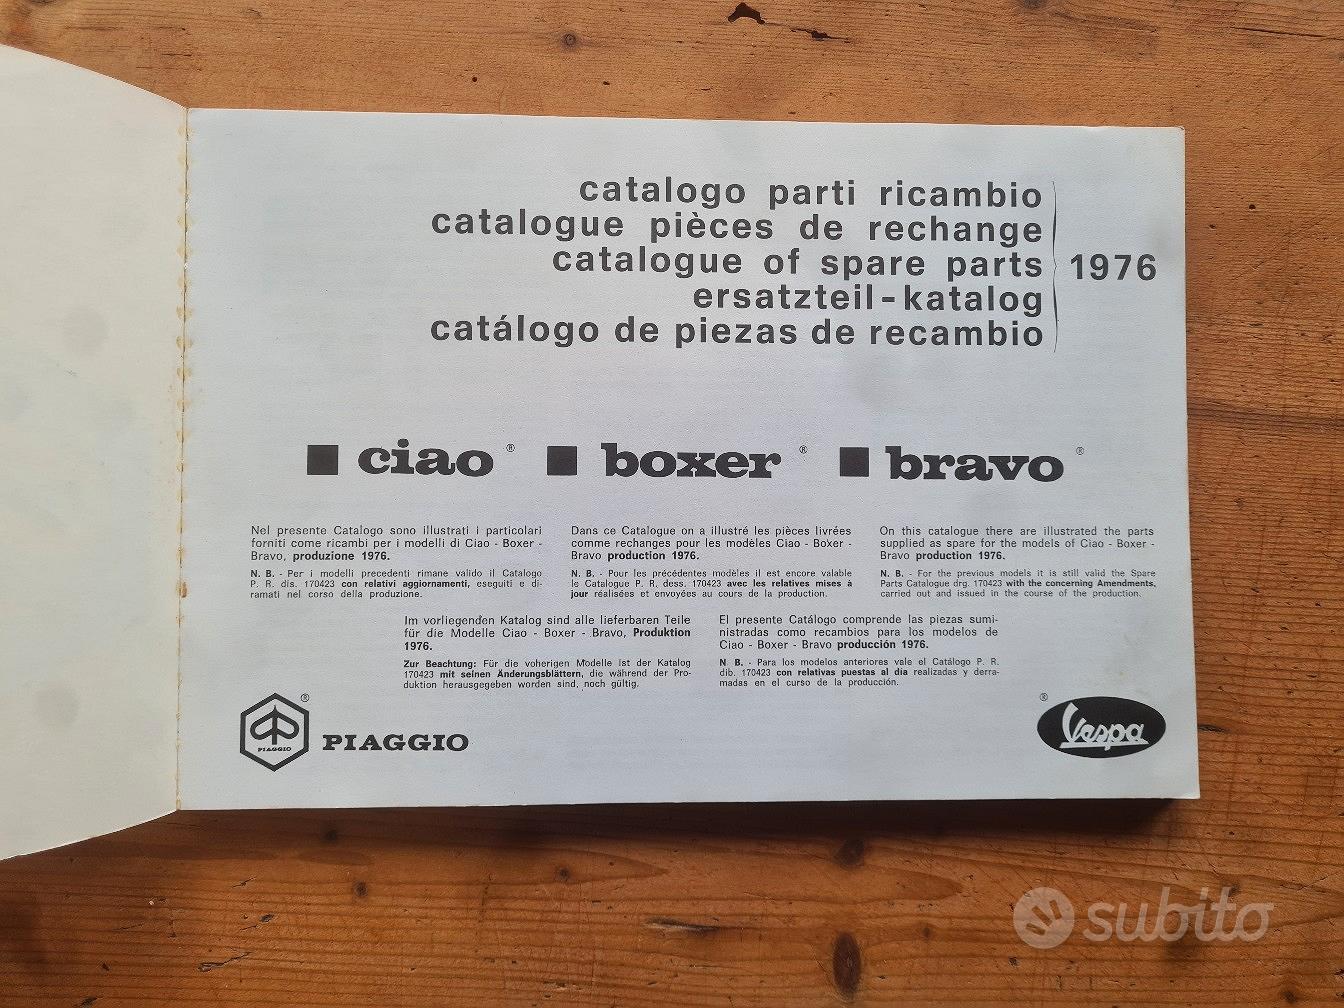 catalogo parti ricambio
catalogue pièces de rechange
catalogue of spare parts
ersatzteil-katalog
catálogo de piezas de recambio
1976
ciao ® boxer ® bravo ®
Nel presente Catalogo sono illustrati i particolari
forniti come ricambi per i modelli di Ciao - Boxer -
Bravo, produzione 1976.
N. B. - Per i modelli precedenti rimane valido il Catalogo
P. R. dis. 170423 con relativi aggiornamenti, eseguiti e di-
ramati nel corso della produzione.
Dans ce Catalogue on a illustré les pièces livrées
comme rechanges pour les modèles Ciao - Boxer -
Bravo production 1976.
N. B. - Pour les précédentes modèles il est encore valable
le Catalogue P. R. dess. 170423 avec les relatives mises à
jour réalisées et envoyées au cours de la production.
On this catalogue there are illustrated the parts
supplied as spare for the models of Ciao - Boxer -
Bravo production 1976.
N. B. - For the previous models it is still valid the Spare
Parts Catalogue drg. 170423 with the concerning Amendments,
carried out and issued in the course of the production.
Im vorliegenden Katalog sind alle lieferbaren Teile
für die Modelle Ciao - Boxer - Bravo, Produktion
1976.
Zur Beachtung: Für die voherigen Modelle ist der Katalog
170423 mit seinen Änderungsblättern, die während der Pro-
duktion herausgegeben worden sind, noch gültig.
El presente Catálogo comprende las piezas sumi-
nistradas como recambios para los modelos de
Ciao - Boxer - Bravo producción 1976.
N. B. - Para los modelos anteriores vale el Catálogo P. R.
dib. 170423 con relativas puestas al día realizadas y derra-
madas en el curso de la producción.
PIAGGIO ®
PIAGGIO
® Vespa
subito